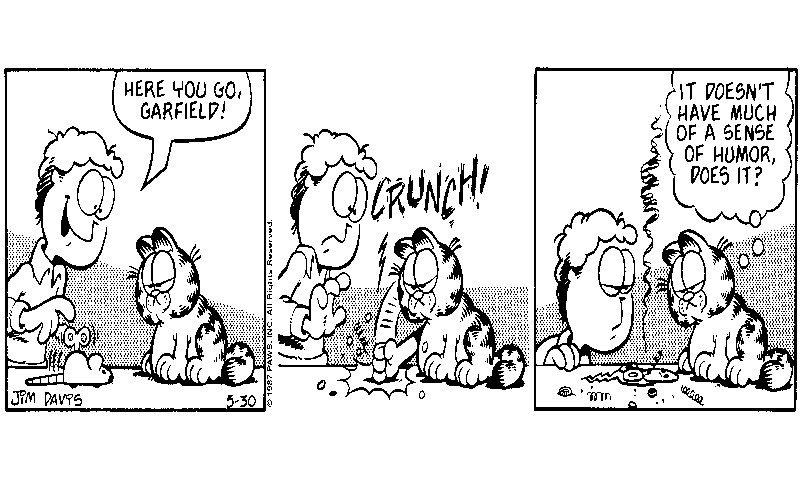 HERE YOU GO,
GARFIELD!
JIM DAVIS
5-30
© 1987 PAWS, INC. All Rights Reserved.
CRUNCH!
IT DOESN'T
HAVE MUCH
OF A SENSE
OF HUMOR,
DOES IT?